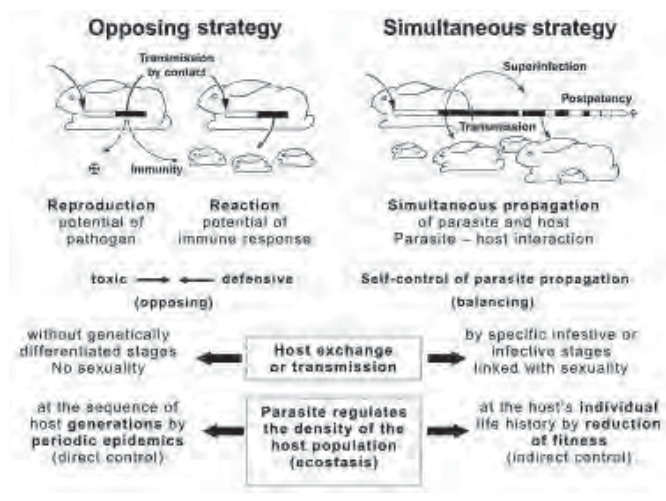 Opposing strategy
Transmission
by contact
Immunity
Reproduction
potential of
pathogen
Reaction
potential of
immune response
toxic
defensive
(opposing)
Simultaneous strategy
Superinfection
Postpatency
Transmission
Simultaneous propagation
of parasite and host
Parasite – host interaction
Self-control of parasite propagation
(balancing)
without genetically
differentiated stages
No sexuality
Host exchange
or transmission
by specific infestive or
infective stages
linked with sexuality
at the sequence of
host generations by
periodic epidemics
(direct control)
Parasite regulates
the density of the
host population
(ecostasis)
at the host's individual
life history by reduction
of fitness
(indirect control)